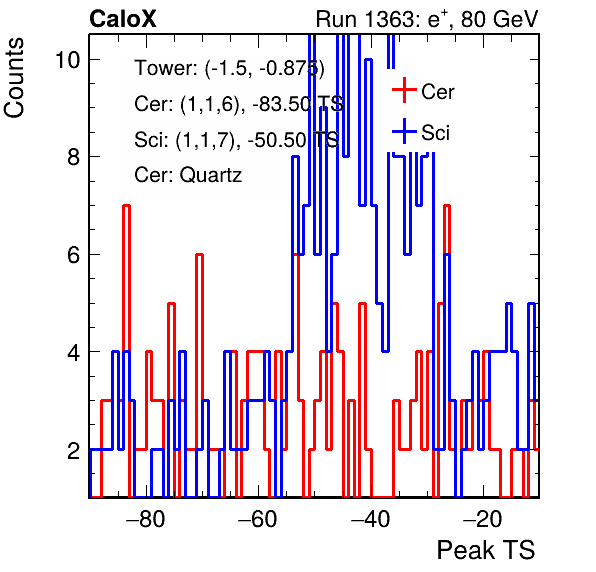 CaloX Run 1363: e⁺, 80 GeV
Counts
10
8
6
4
2
Tower: (-1.5, -0.875)
Cer: (1,1,6), -83.50 TS
Sci: (1,1,7), -50.50 TS
Cer: Quartz
Cer
Sci
−80 −60 −40 −20
Peak TS